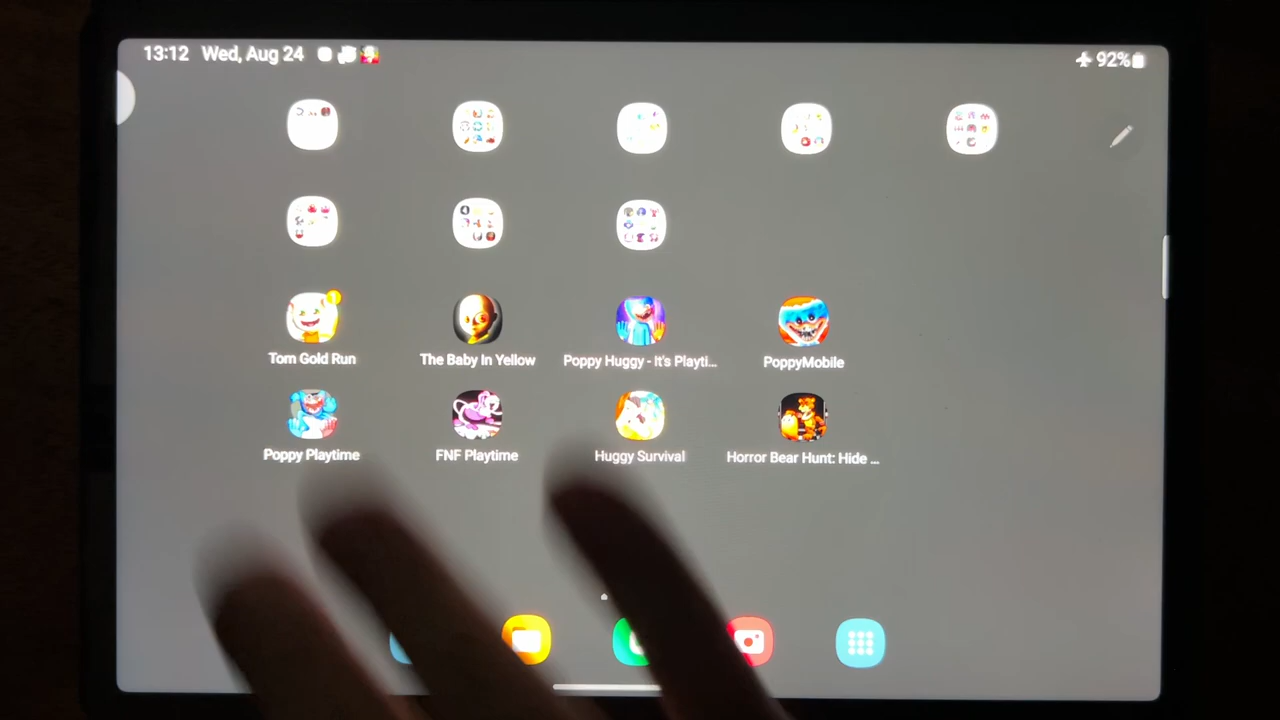 13:12 Wed, Aug 24 92%
Tom Gold Run The Baby In Yellow Poppy Huggy - It's Playti... PoppyMobile
Poppy Playtime FNF Playtime Huggy Survival Horror Bear Hunt: Hide ...